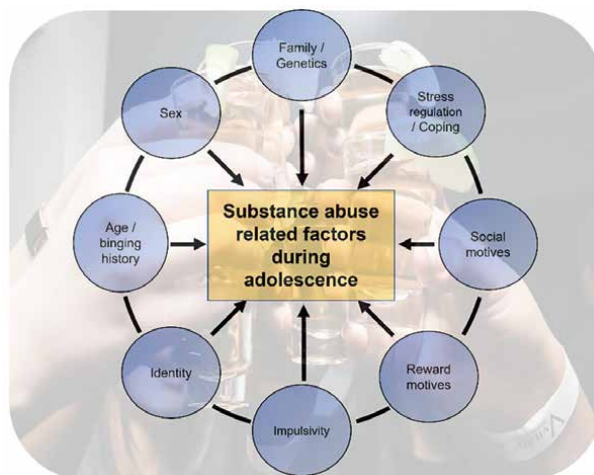 Family /
Genetics
Stress
regulation
/ Coping
Social
motives
Reward
motives
Impulsivity
Identity
Age /
binging
history
Sex
Substance abuse
related factors
during
adolescence